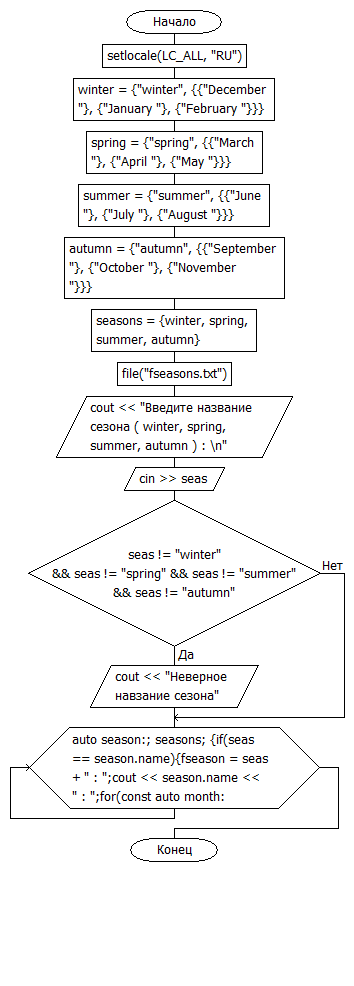 Начало
setlocale(LC_ALL, "RU")
winter = {"winter", {{"December
"}, {"January "}, {"February "}}}
spring = {"spring", {{"March
"}, {"April "}, {"May "}}}
summer = {"summer", {{"June
"}, {"July "}, {"August "}}}
autumn = {"autumn", {{"September
"}, {"October "}, {"November
"}}}
seasons = {winter, spring,
summer, autumn}
file("fseasons.txt")
cout << "Введите название
сезона ( winter, spring,
summer, autumn ) : \n"
cin >> seas
seas != "winter"
&& seas != "spring" && seas != "summer"
&& seas != "autumn"
Нет
Да
cout << "Неверное
навзание сезона"
auto season:; seasons; {if(seas
== season.name){fseason = seas
+ " : ";cout << season.name <<
" : ";for(const auto month:
Конец